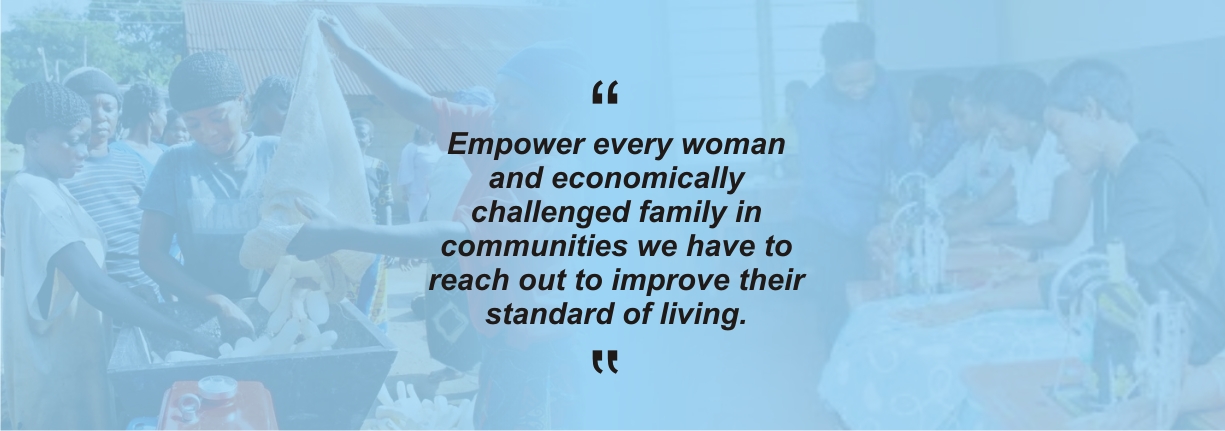 “
Empower every woman
and economically
challenged family in
communities we have to
reach out to improve their
standard of living.
”